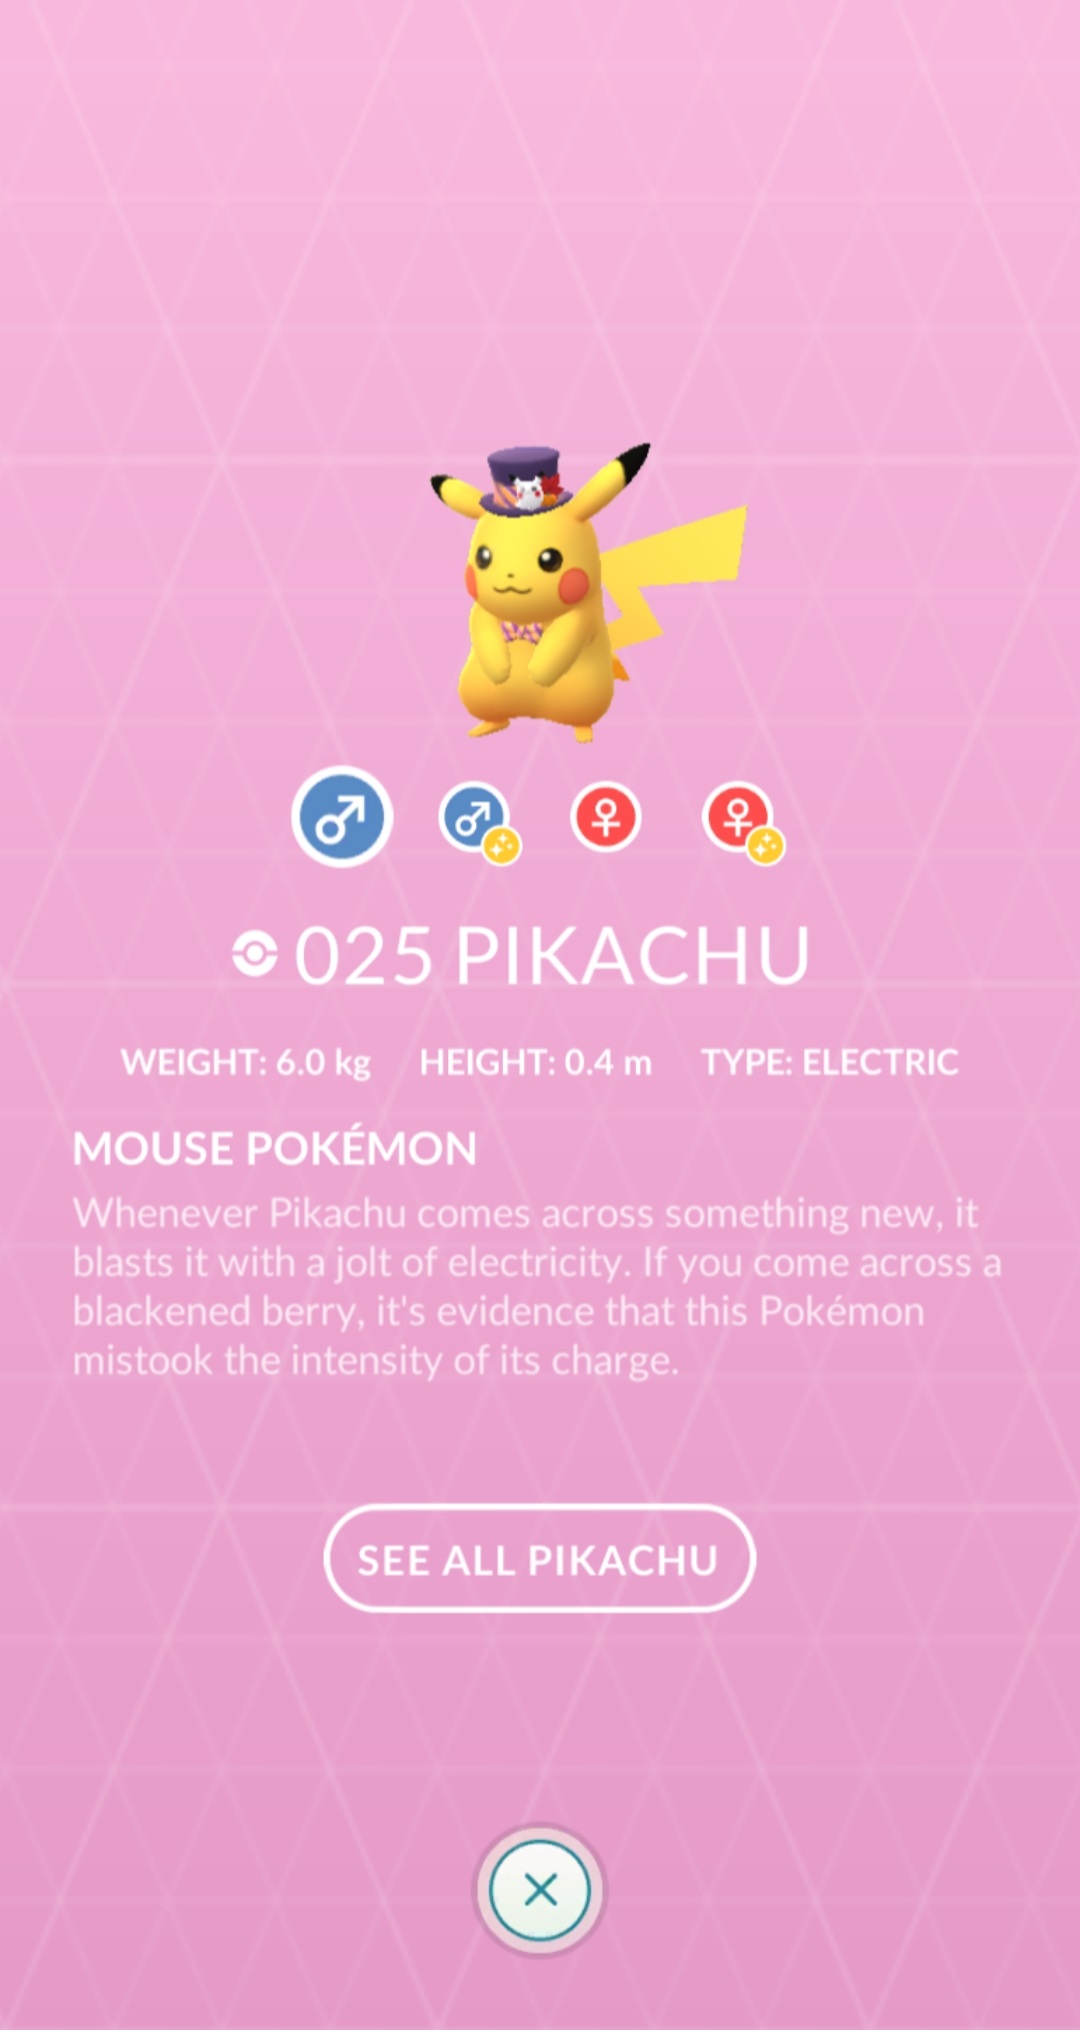 025 PIKACHU
WEIGHT: 6.0 kg HEIGHT: 0.4 m TYPE: ELECTRIC
MOUSE POKÉMON
Whenever Pikachu comes across something new, it
blasts it with a jolt of electricity. If you come across a
blackened berry, it's evidence that this Pokémon
mistook the intensity of its charge.
SEE ALL PIKACHU